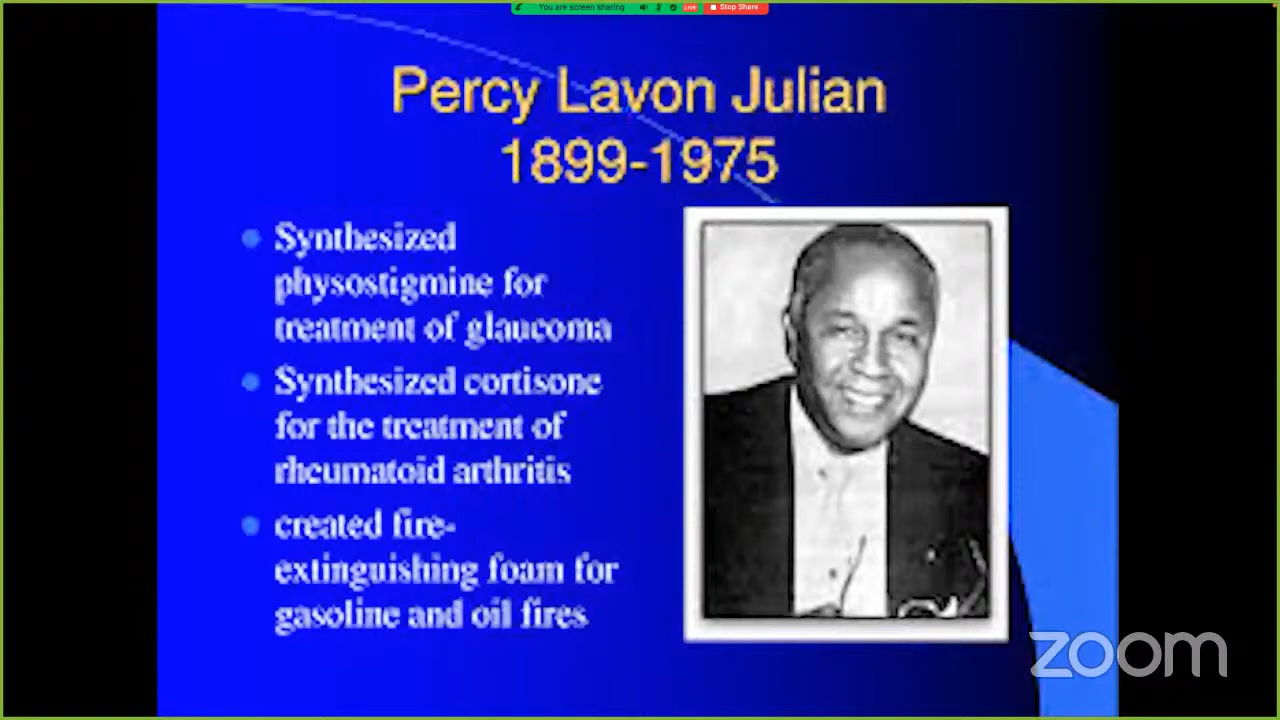 You are screen sharing
LIVE
Stop Share
Percy Lavon Julian
1899-1975
Synthesized
physostigmine for
treatment of glaucoma
Synthesized cortisone
for the treatment of
rheumatoid arthritis
created fire-
extinguishing foam for
gasoline and oil fires
zoom